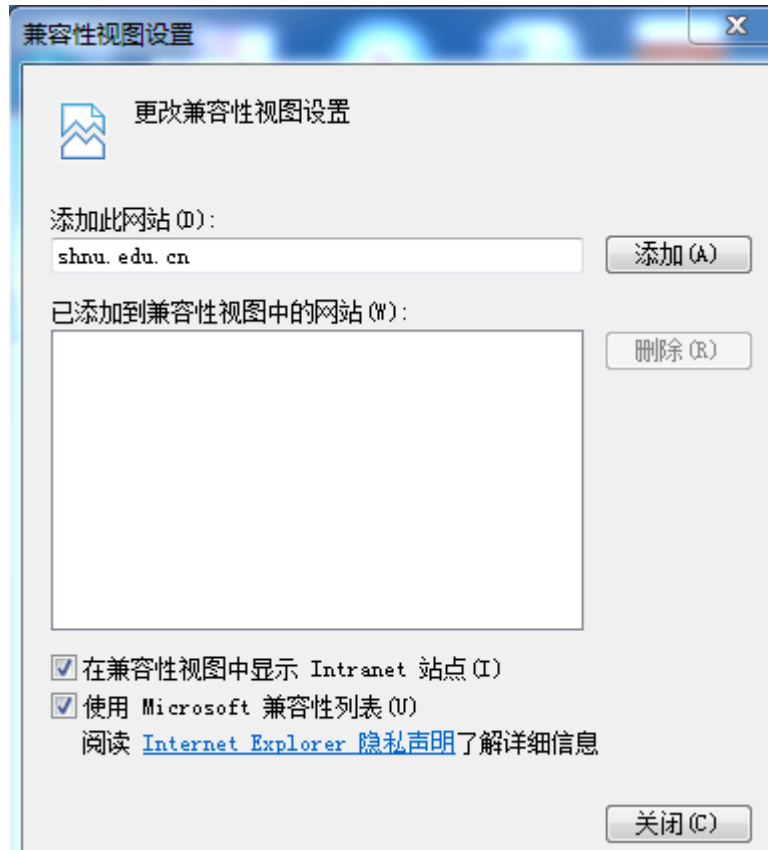 兼容性视图设置
更改兼容性视图设置
添加此网站(D):
shnu.edu.cn
添加(A)
已添加到兼容性视图中的网站(W):
删除(R)
在兼容性视图中显示 Intranet 站点(I)
使用 Microsoft 兼容性列表(U)
阅读 Internet Explorer 隐私声明了解详细信息
关闭(C)